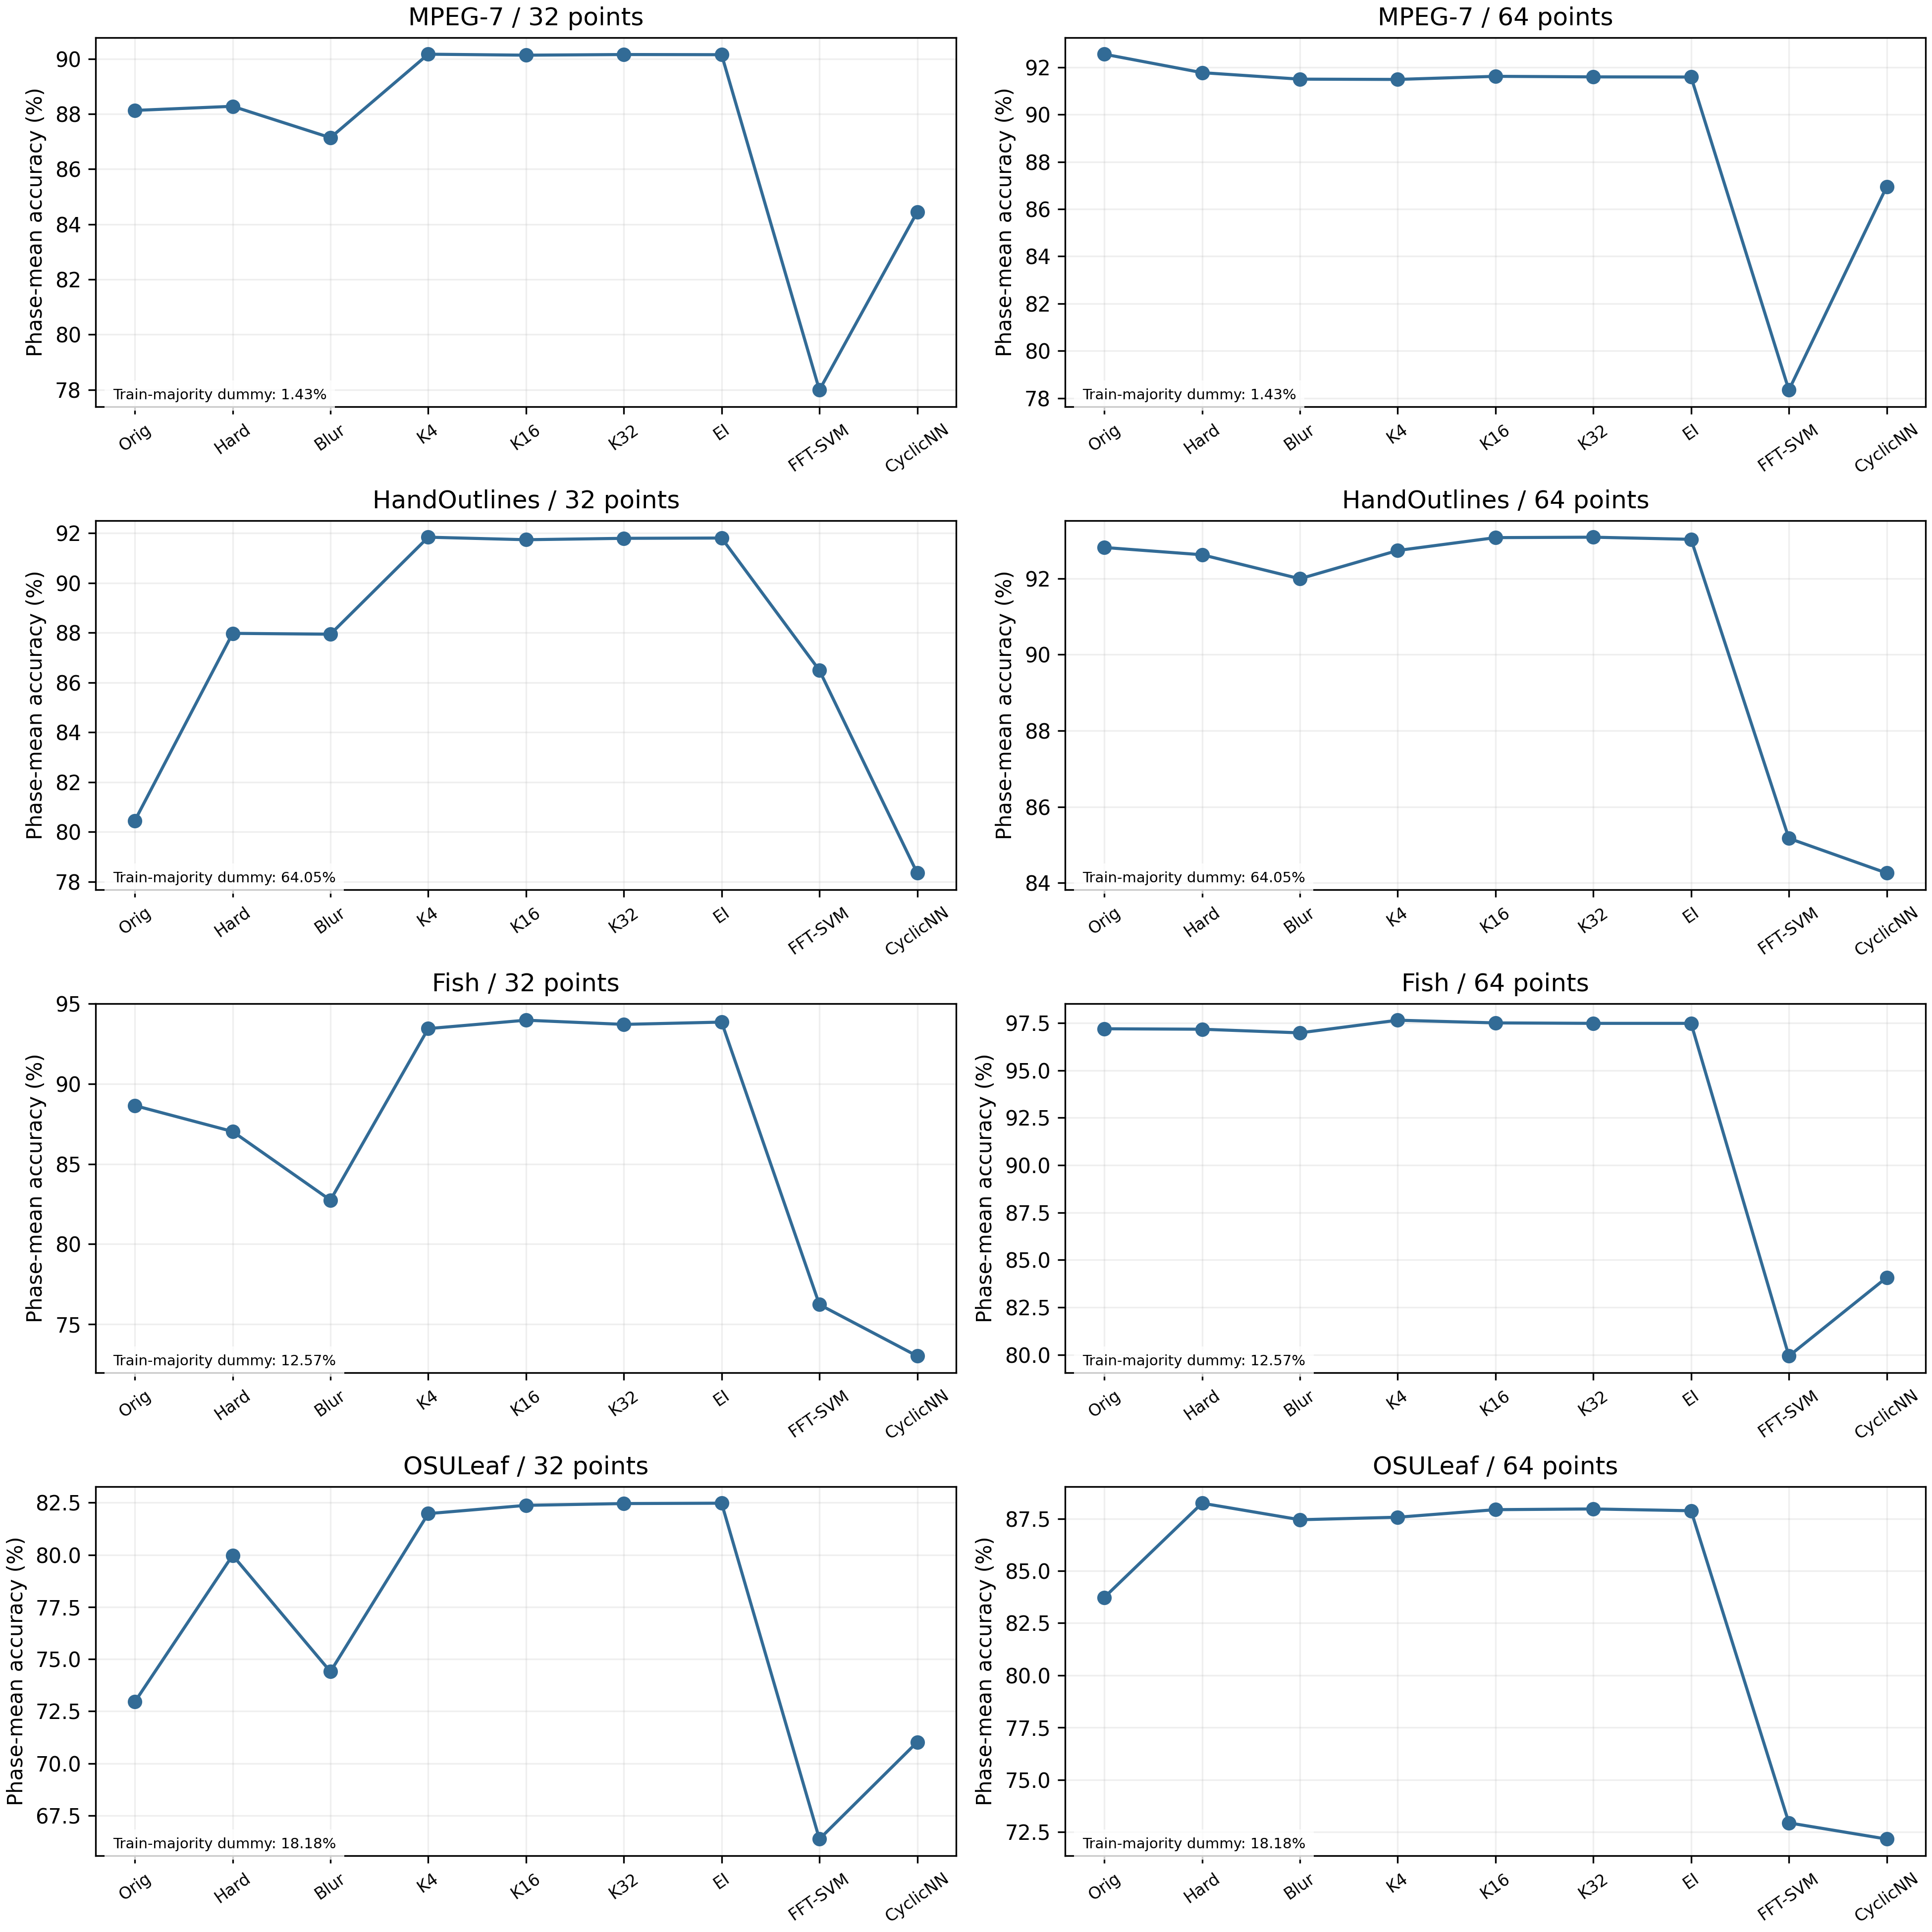 MPEG-7 / 32 points
Phase-mean accuracy (%)
90
88
86
84
82
80
78
Train-majority dummy: 1.43%
Orig Hard Blur K4 K16 K32 EI FFT-SVM CyclicNN
MPEG-7 / 64 points
Phase-mean accuracy (%)
92
90
88
86
84
82
80
78
Train-majority dummy: 1.43%
Orig Hard Blur K4 K16 K32 EI FFT-SVM CyclicNN
HandOutlines / 32 points
Phase-mean accuracy (%)
92
90
88
86
84
82
80
78
Train-majority dummy: 64.05%
Orig Hard Blur K4 K16 K32 EI FFT-SVM CyclicNN
HandOutlines / 64 points
Phase-mean accuracy (%)
92
90
88
86
84
Train-majority dummy: 64.05%
Orig Hard Blur K4 K16 K32 EI FFT-SVM CyclicNN
Fish / 32 points
Phase-mean accuracy (%)
95
90
85
80
75
Train-majority dummy: 12.57%
Orig Hard Blur K4 K16 K32 EI FFT-SVM CyclicNN
Fish / 64 points
Phase-mean accuracy (%)
97.5
95.0
92.5
90.0
87.5
85.0
82.5
80.0
Train-majority dummy: 12.57%
Orig Hard Blur K4 K16 K32 EI FFT-SVM CyclicNN
OSULeaf / 32 points
Phase-mean accuracy (%)
82.5
80.0
77.5
75.0
72.5
70.0
67.5
Train-majority dummy: 18.18%
Orig Hard Blur K4 K16 K32 EI FFT-SVM CyclicNN
OSULeaf / 64 points
Phase-mean accuracy (%)
87.5
85.0
82.5
80.0
77.5
75.0
72.5
Train-majority dummy: 18.18%
Orig Hard Blur K4 K16 K32 EI FFT-SVM CyclicNN